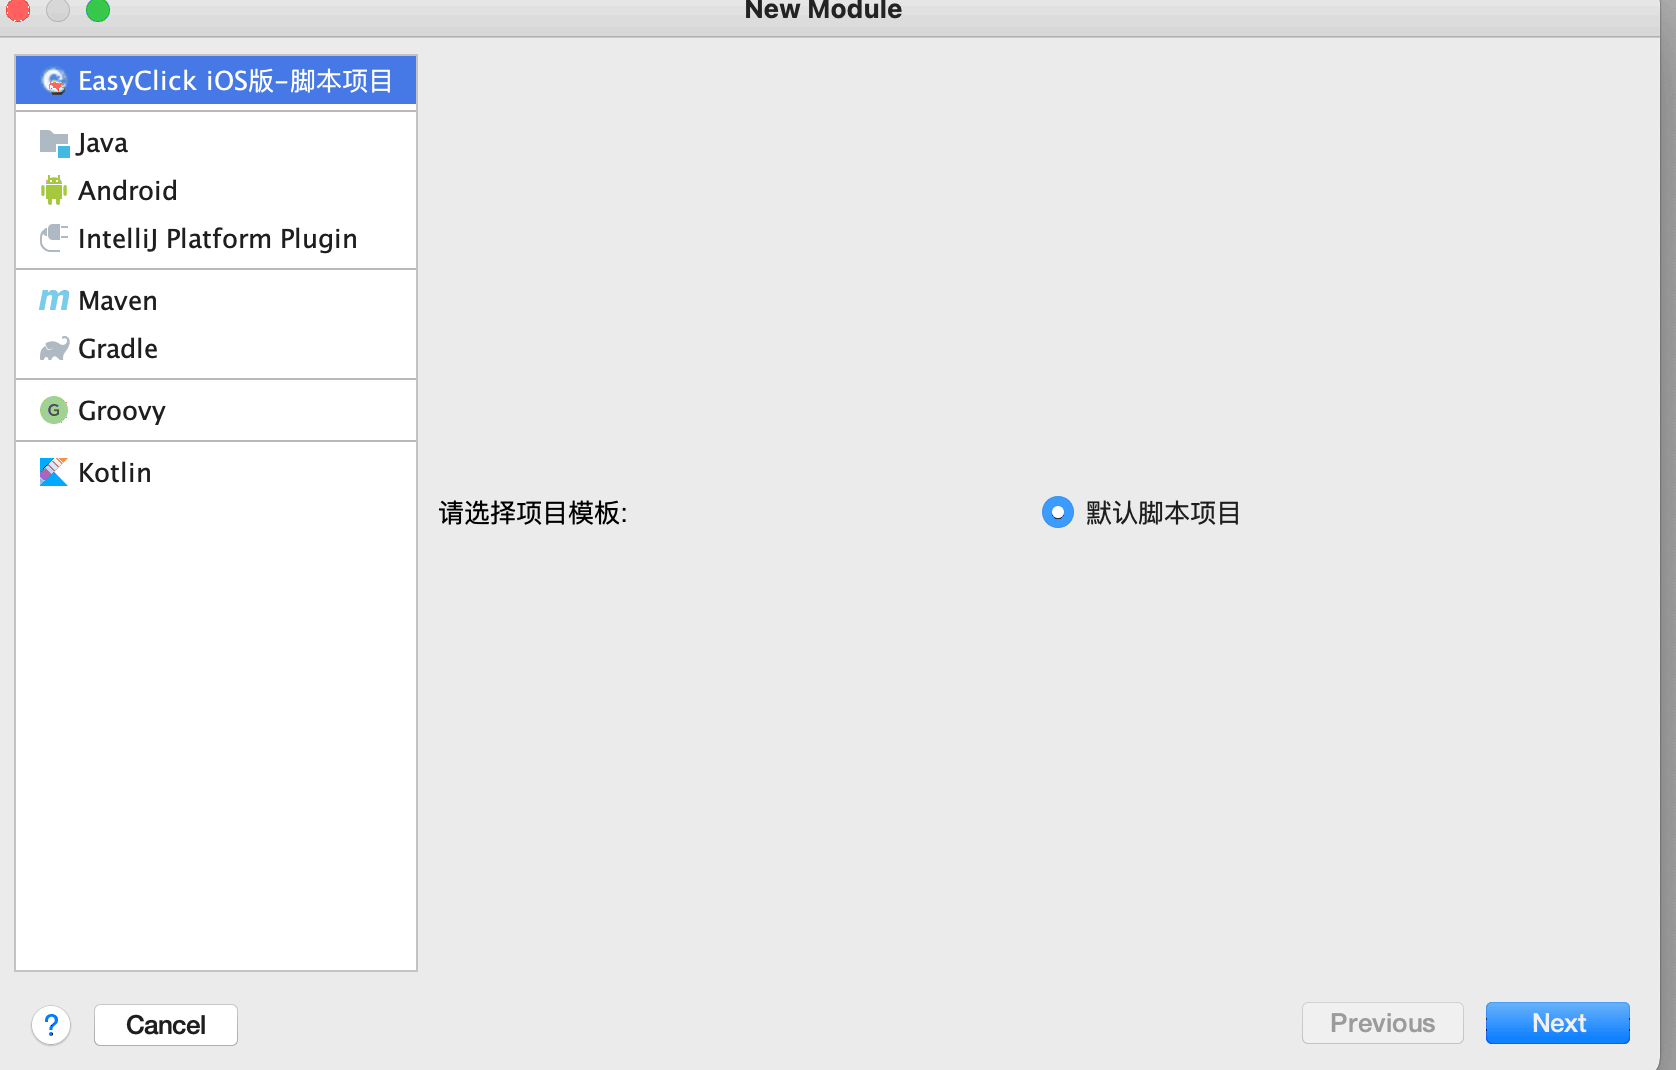 New Module
EasyClick iOS版-脚本项目
Java
Android
IntelliJ Platform Plugin
m Maven
Gradle
G Groovy
Kotlin
请选择项目模板:
默认脚本项目
?
Cancel
Previous
Next